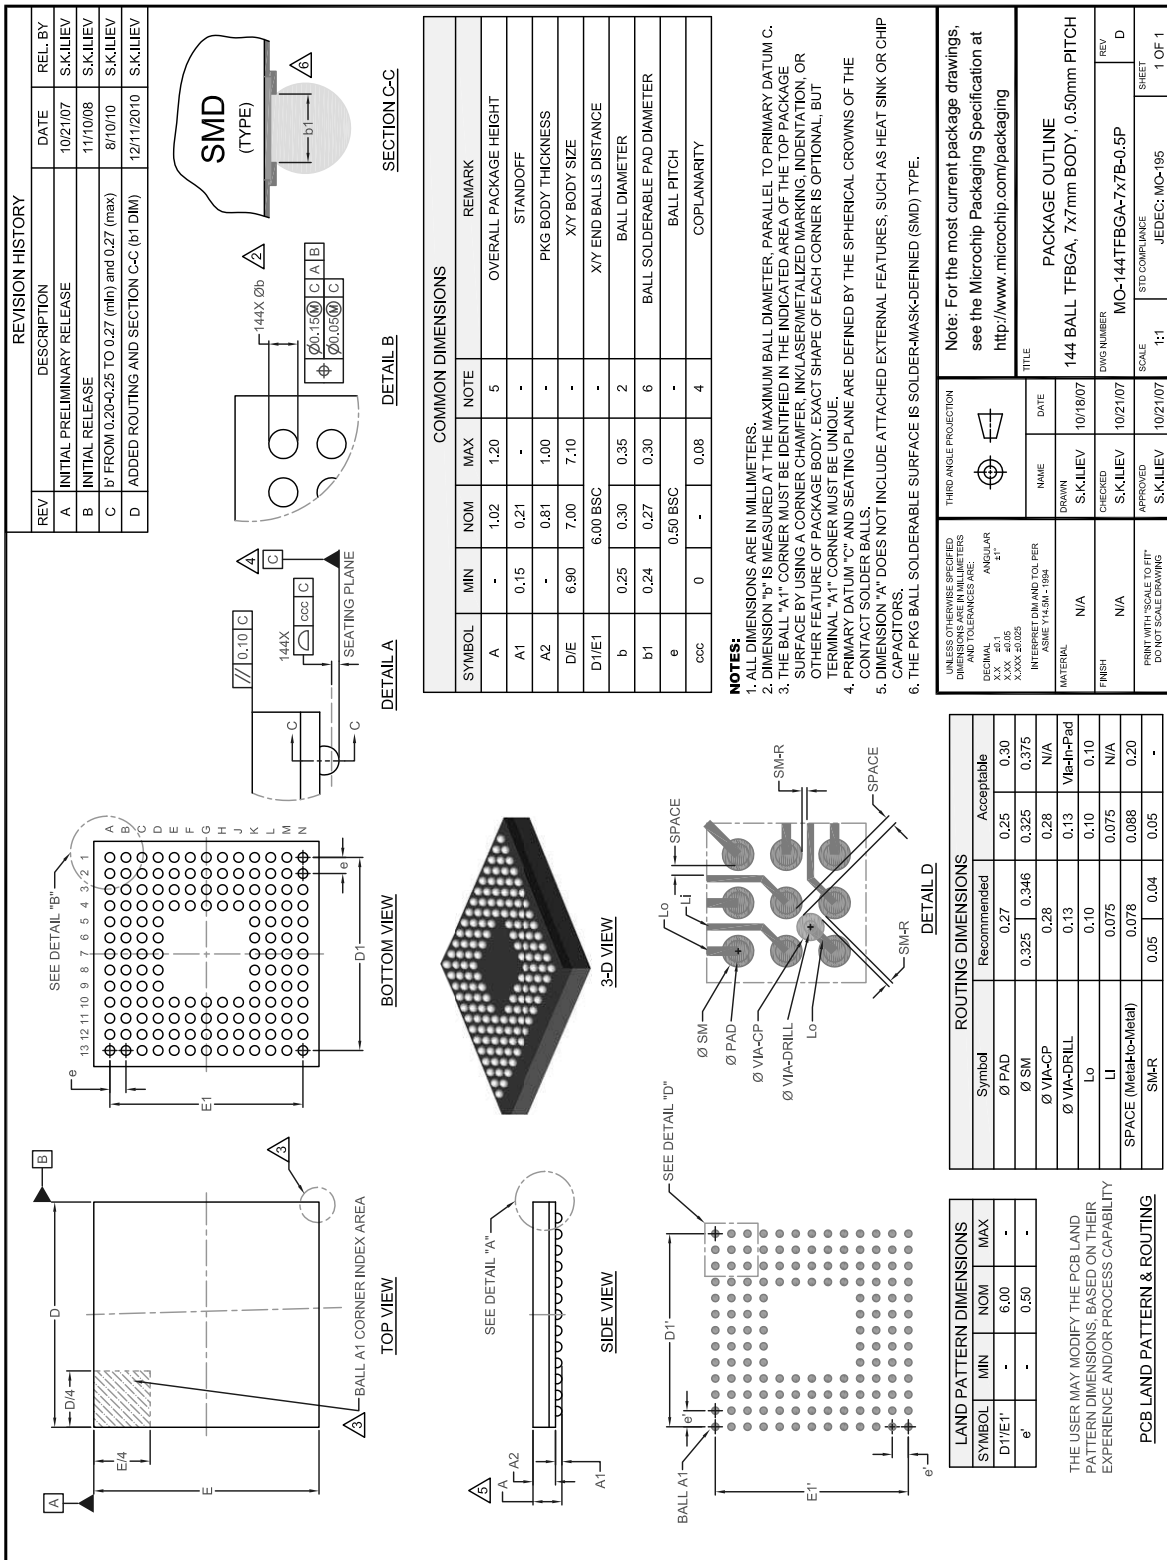 REVISION HISTORY
REV DESCRIPTION DATE REL. BY
A INITIAL PRELIMINARY RELEASE 10/21/07 S.K.ILIEV
B INITIAL RELEASE 11/10/08 S.K.ILIEV
C b' FROM 0.20-0.25 TO 0.27 (min) and 0.27 (max) 8/10/10 S.K.ILIEV
D ADDED ROUTING AND SECTION C-C (b1 DIM) 12/11/2010 S.K.ILIEV
A
B
D
D/4
E/4
E
3
3
BALL A1 CORNER INDEX AREA
TOP VIEW
e
E1
13 12 11 10 9 8 7 6 5 4 3 2 1
A
B
C
D
E
F
G
H
J
K
L
M
N
SEE DETAIL "B"
D1
e
BOTTOM VIEW
// 0.10 C
4
C
144X
ccc C
SEATING PLANE
C
C
DETAIL A
144X Øb
2
Ø0.15Ⓜ C A B
Ø0.05Ⓜ C
DETAIL B
SMD
(TYPE)
b1
6
SECTION C-C
5
A
A2
A1
SEE DETAIL "A"
SIDE VIEW
3-D VIEW
COMMON DIMENSIONS
SYMBOL MIN NOM MAX NOTE REMARK
A - 1.02 1.20 5 OVERALL PACKAGE HEIGHT
A1 0.15 0.21 - - STANDOFF
A2 - 0.81 1.00 - PKG BODY THICKNESS
D/E 6.90 7.00 7.10 - X/Y BODY SIZE
D1/E1 6.00 BSC - X/Y END BALLS DISTANCE
b 0.25 0.30 0.35 2 BALL DIAMETER
b1 0.24 0.27 0.30 6 BALL SOLDERABLE PAD DIAMETER
e 0.50 BSC - BALL PITCH
ccc 0 - 0.08 4 COPLANARITY
NOTES:
1. ALL DIMENSIONS ARE IN MILLIMETERS.
2. DIMENSION "b" IS MEASURED AT THE MAXIMUM BALL DIAMETER, PARALLEL TO PRIMARY DATUM C.
3. THE BALL "A1" CORNER MUST BE IDENTIFIED IN THE INDICATED AREA OF THE TOP PACKAGE
SURFACE BY USING A CORNER CHAMFER, INK/LASER/METALIZED MARKING, INDENTATION, OR
OTHER FEATURE OF PACKAGE BODY. EXACT SHAPE OF EACH CORNER IS OPTIONAL, BUT
TERMINAL "A1" CORNER MUST BE UNIQUE.
4. PRIMARY DATUM "C" AND SEATING PLANE ARE DEFINED BY THE SPHERICAL CROWNS OF THE
CONTACT SOLDER BALLS.
5. DIMENSION "A" DOES NOT INCLUDE ATTACHED EXTERNAL FEATURES, SUCH AS HEAT SINK OR CHIP
CAPACITORS.
6. THE PKG BALL SOLDERABLE SURFACE IS SOLDER-MASK-DEFINED (SMD) TYPE.
BALL A1
e'
D1'
E1'
e'
SEE DETAIL "D"
Ø SM
Ø PAD
Ø VIA-CP
Ø VIA-DRILL
Lo
Li
Lo
SPACE
SM-R
SPACE
SM-R
DETAIL D
LAND PATTERN DIMENSIONS
SYMBOL MIN NOM MAX
D1'/E1' - 6.00 -
e' - 0.50 -
THE USER MAY MODIFY THE PCB LAND
PATTERN DIMENSIONS, BASED ON THEIR
EXPERIENCE AND/OR PROCESS CAPABILITY
PCB LAND PATTERN & ROUTING
ROUTING DIMENSIONS
Symbol Recommended Acceptable
Ø PAD 0.27 0.25 0.30
Ø SM 0.325 0.346 0.325 0.375
Ø VIA-CP 0.28 0.28 N/A
Ø VIA-DRILL 0.13 0.13 Via-In-Pad
Lo 0.10 0.10 0.10
Li 0.075 0.075 N/A
SPACE (Metal-to-Metal) 0.078 0.088 0.20
SM-R 0.05 0.04 0.05 -
UNLESS OTHERWISE SPECIFIED
DIMENSIONS ARE IN MILLIMETERS
AND TOLERANCES ARE:
DECIMAL ANGULAR
X.X ±0.1 ±1°
X.XX ±0.05
X.XXX ±0.025
INTERPRET DIM AND TOL PER
ASME Y14.5M - 1994
MATERIAL
N/A
FINISH
N/A
PRINT WITH "SCALE TO FIT"
DO NOT SCALE DRAWING
THIRD ANGLE PROJECTION
NAME DATE
DRAWN
S.K.ILIEV 10/18/07
CHECKED
S.K.ILIEV 10/21/07
APPROVED
S.K.ILIEV 10/21/07
Note: For the most current package drawings,
see the Microchip Packaging Specification at
http://www.microchip.com/packaging
TITLE
PACKAGE OUTLINE
144 BALL TFBGA, 7x7mm BODY, 0.50mm PITCH
DWG NUMBER
MO-144TFBGA-7x7B-0.5P
REV
D
SCALE
1:1
STD COMPLIANCE
JEDEC: MO-195
SHEET
1 OF 1